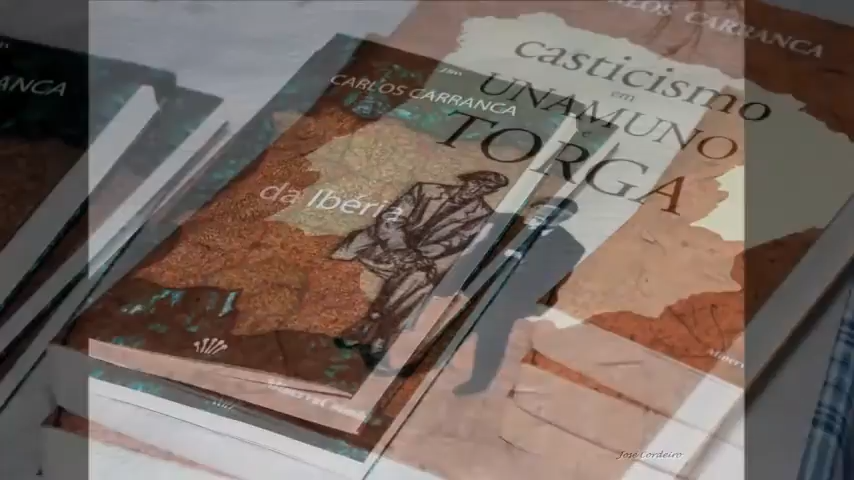 CARLOS CARRANCA
casticismo
em
UNAMUNO
e
TORGA
ANCA
CARLOS CARRANCA
da Ibéria
José Cordeiro